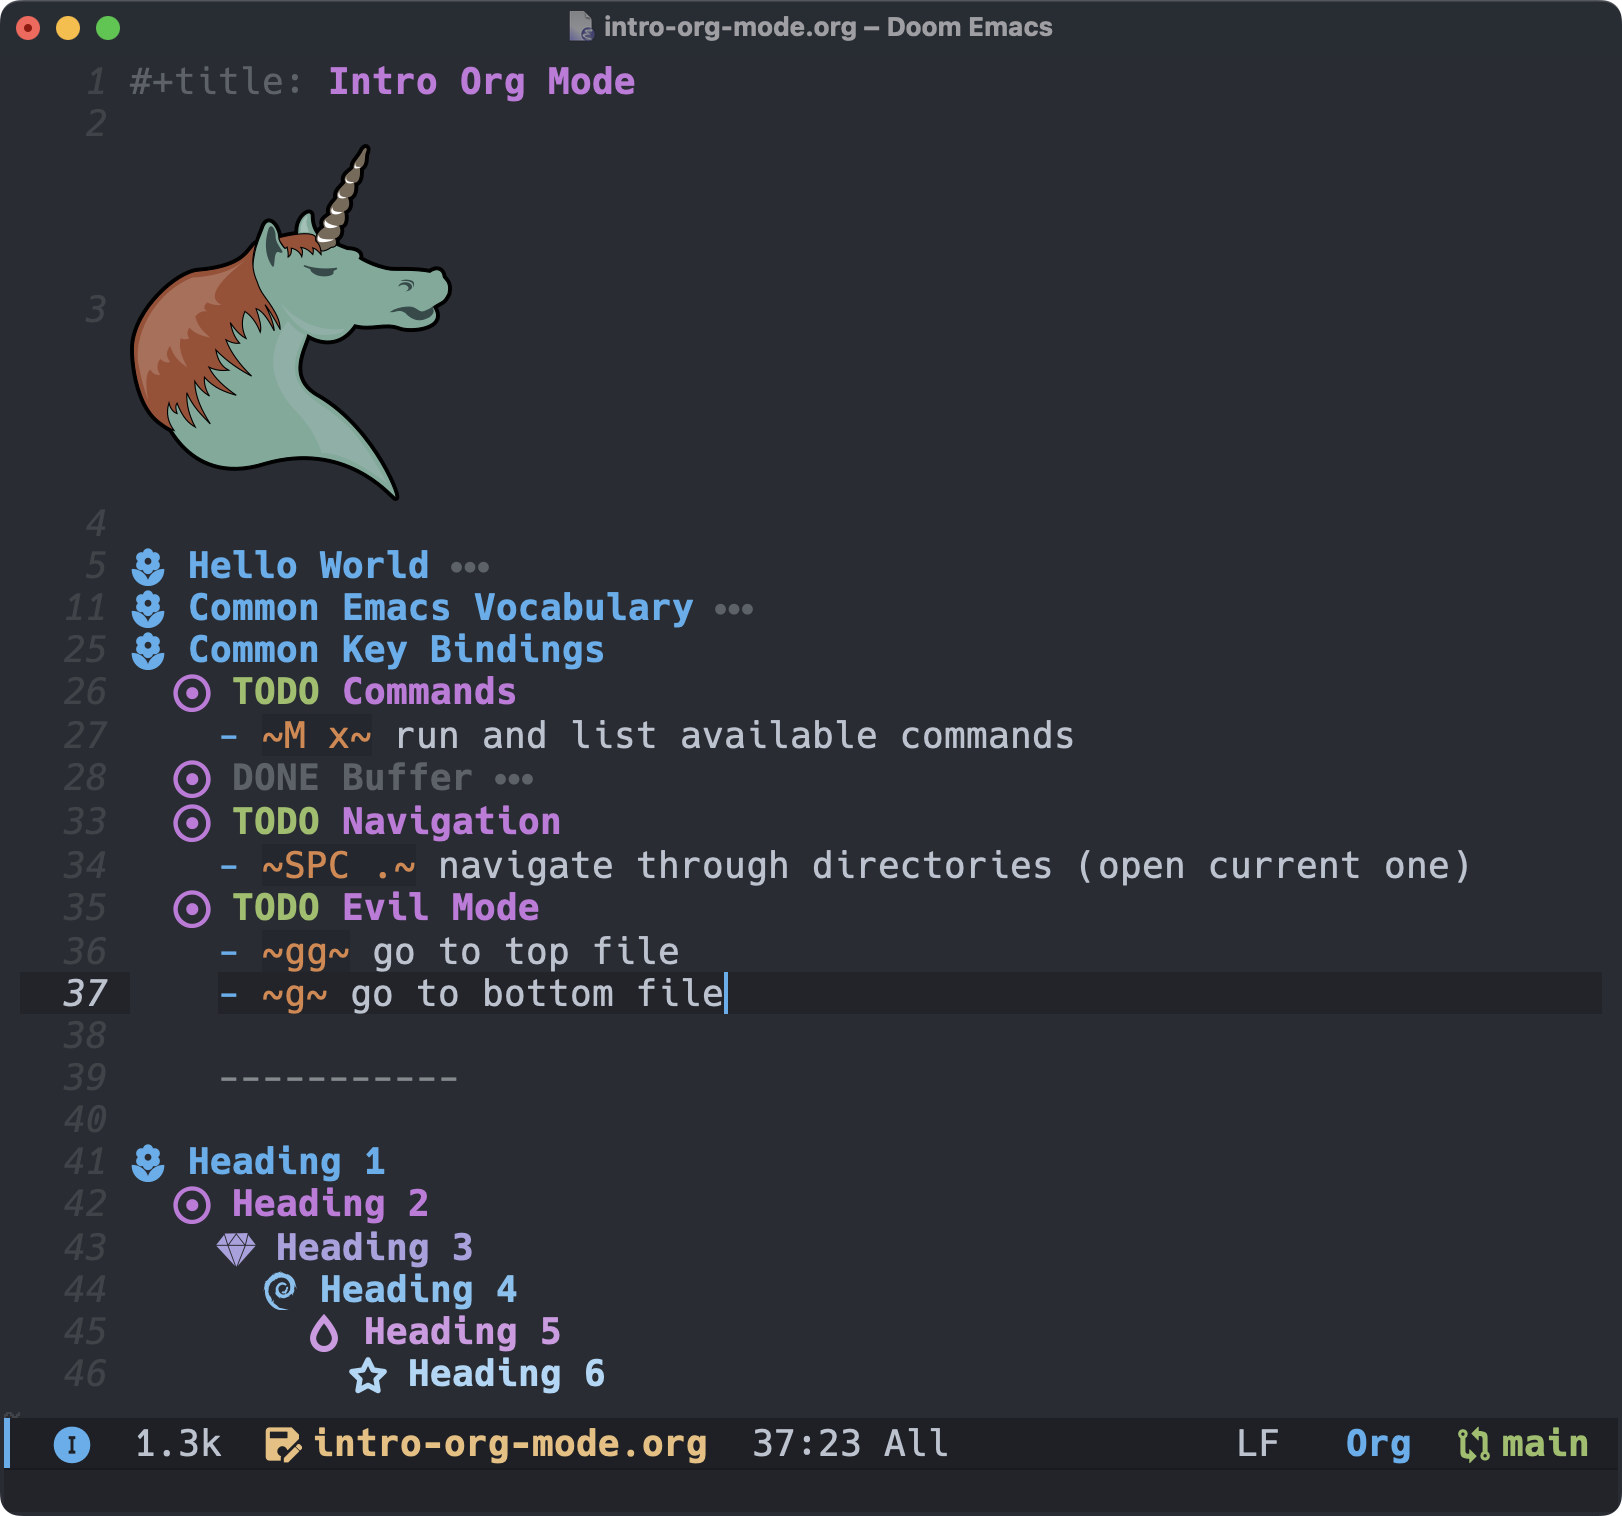 intro-org-mode.org – Doom Emacs
1 #+title: Intro Org Mode
2
3
4
5 Hello World •••
11 Common Emacs Vocabulary •••
25 Common Key Bindings
26 TODO Commands
27 - ~M x~ run and list available commands
28 DONE Buffer •••
33 TODO Navigation
34 - ~SPC .~ navigate through directories (open current one)
35 TODO Evil Mode
36 - ~gg~ go to top file
37 - ~g~ go to bottom file
38
39 -----------
40
41 Heading 1
42 Heading 2
43 Heading 3
44 Heading 4
45 Heading 5
46 Heading 6
~
I 1.3k intro-org-mode.org 37:23 All LF Org main